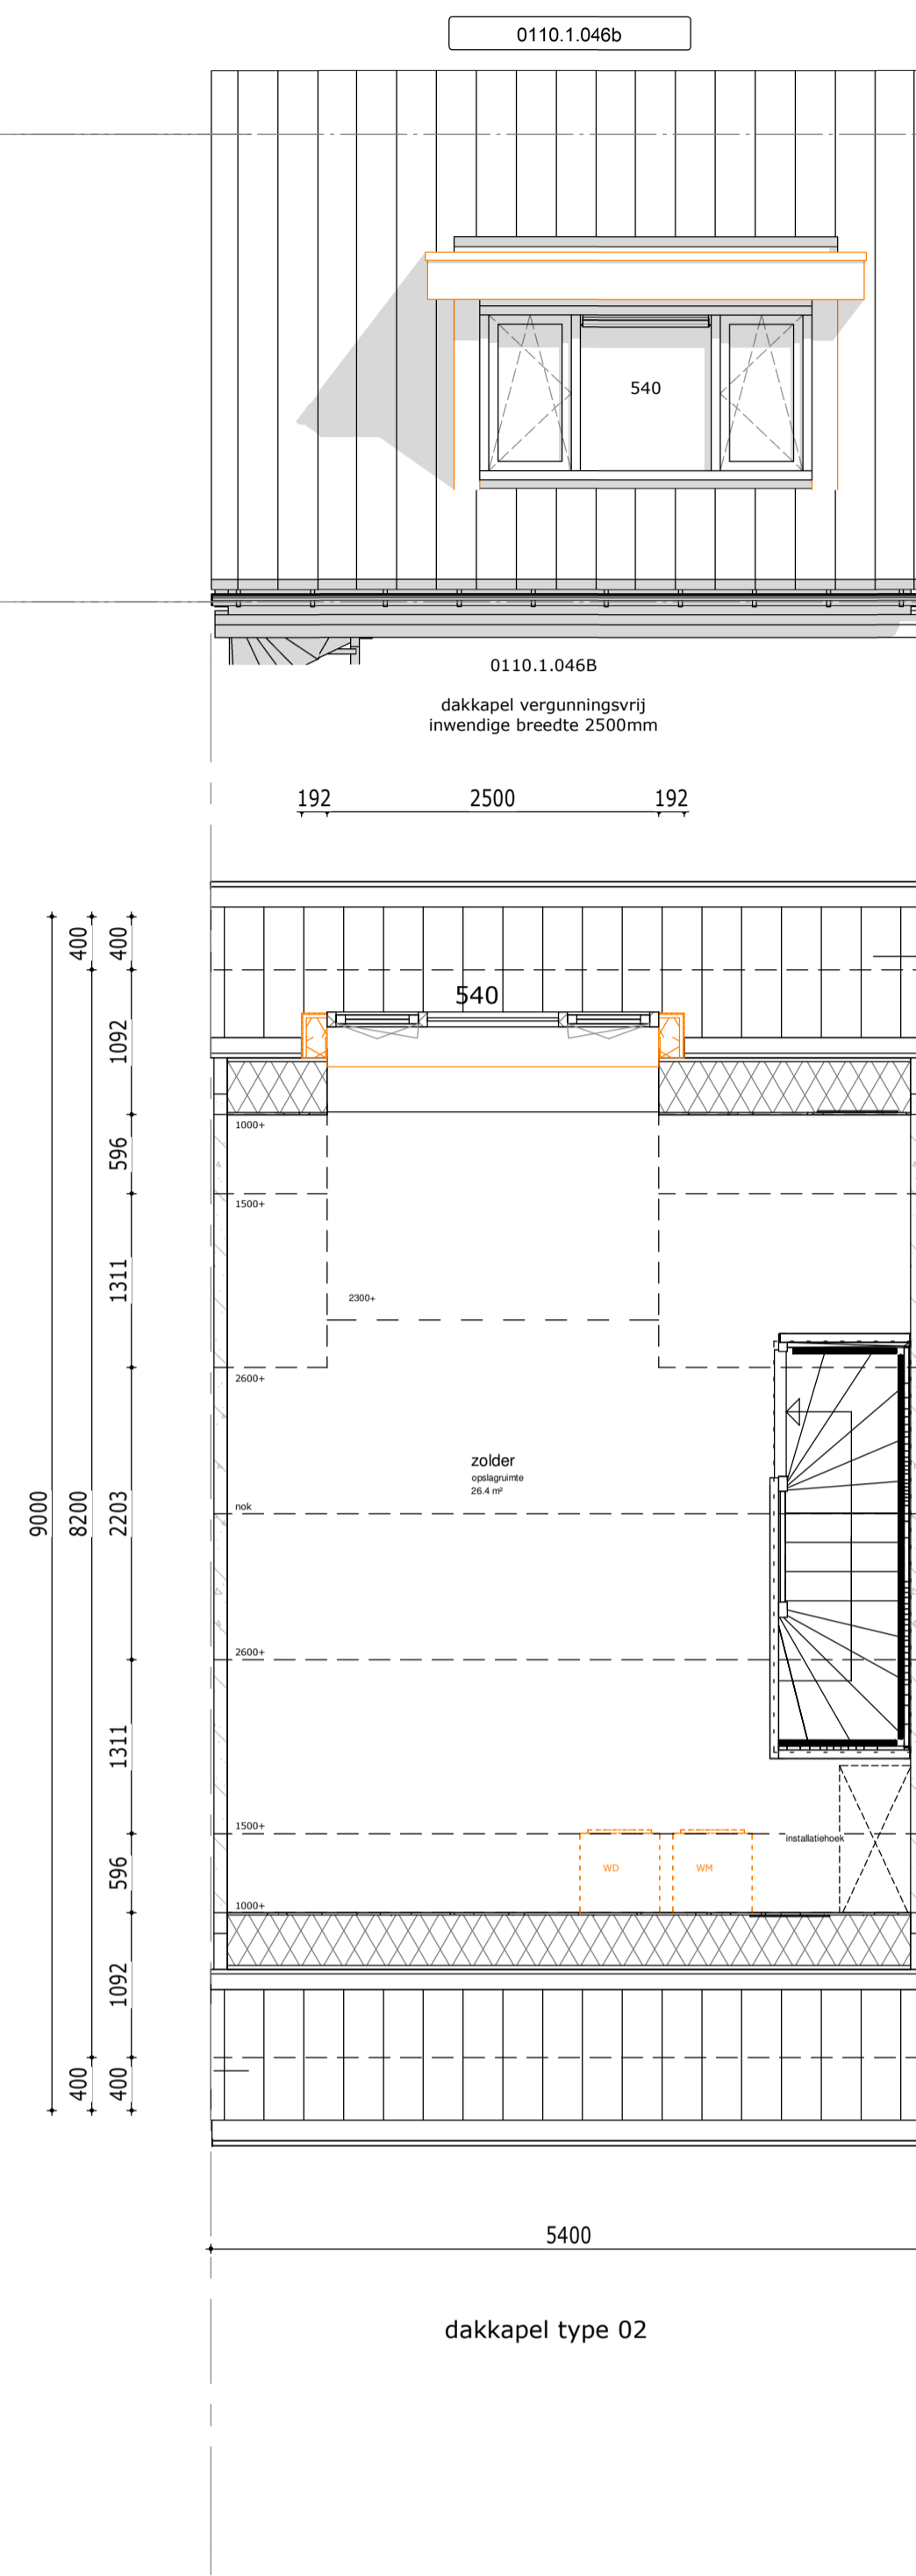 0110.1.046b
540
0110.1.046B
dakkapel vergunningsvrij
inwendige breedte 2500mm
192 2500 192
400 400
540
1092
1000+
596
1500+
1311
2300+
2600+
zolder
opslagruimte
26.4 m²
nok
9000 8200 2203
2600+
1311
1500+
installatiehoek
596
WD WM
1000+
1092
400 400
5400
dakkapel type 02